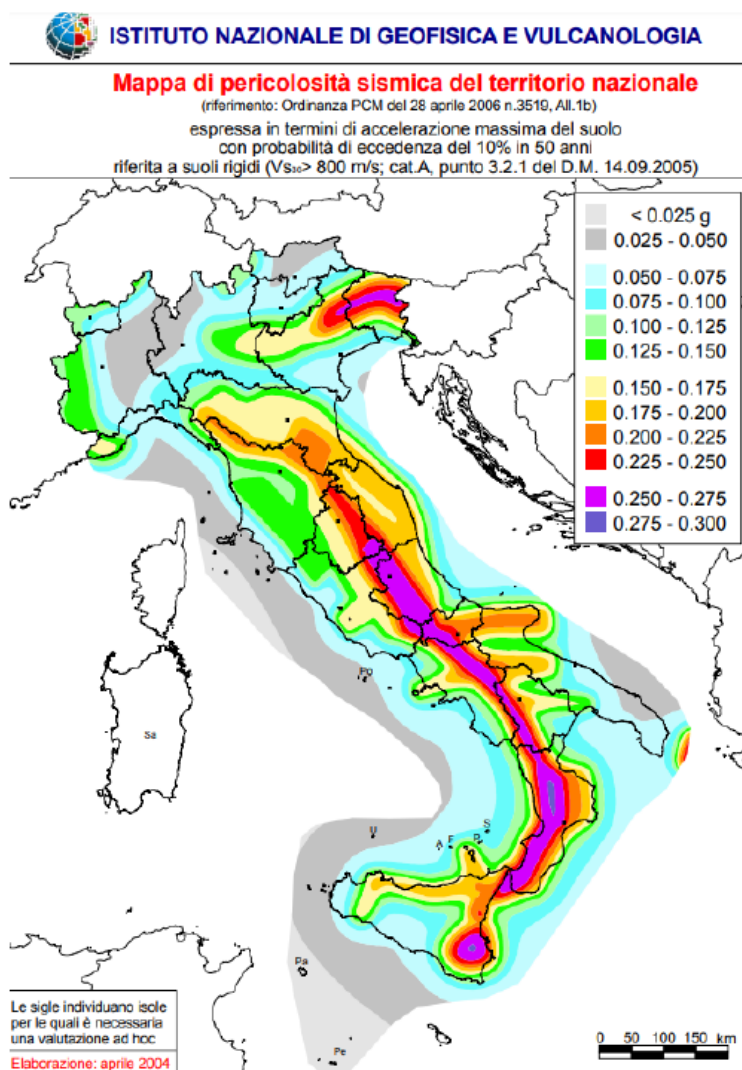 ISTITUTO NAZIONALE DI GEOFISICA E VULCANOLOGIA
Mappa di pericolosità sismica del territorio nazionale
(riferimento: Ordinanza PCM del 28 aprile 2006 n.3519, All.1b)
espressa in termini di accelerazione massima del suolo
con probabilità di eccedenza del 10% in 50 anni
riferita a suoli rigidi (Vs₃₀> 800 m/s; cat.A, punto 3.2.1 del D.M. 14.09.2005)
< 0.025 g
0.025 - 0.050
0.050 - 0.075
0.075 - 0.100
0.100 - 0.125
0.125 - 0.150
0.150 - 0.175
0.175 - 0.200
0.200 - 0.225
0.225 - 0.250
0.250 - 0.275
0.275 - 0.300
Po
Sa
U
S
A
F
P
Pa
Pe
Le sigle individuano isole
per le quali è necessaria
una valutazione ad hoc
Elaborazione: aprile 2004
0 50 100 150 km